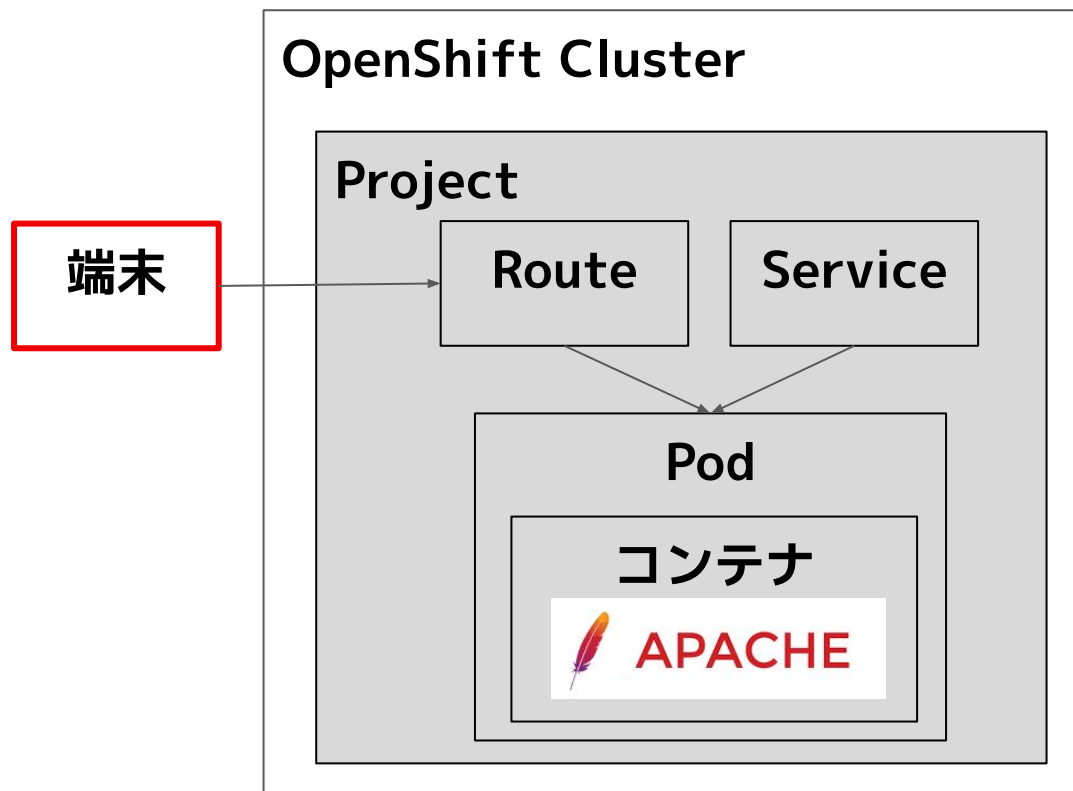 OpenShift Cluster
Project
端末
Route
Service
Pod
コンテナ
APACHE